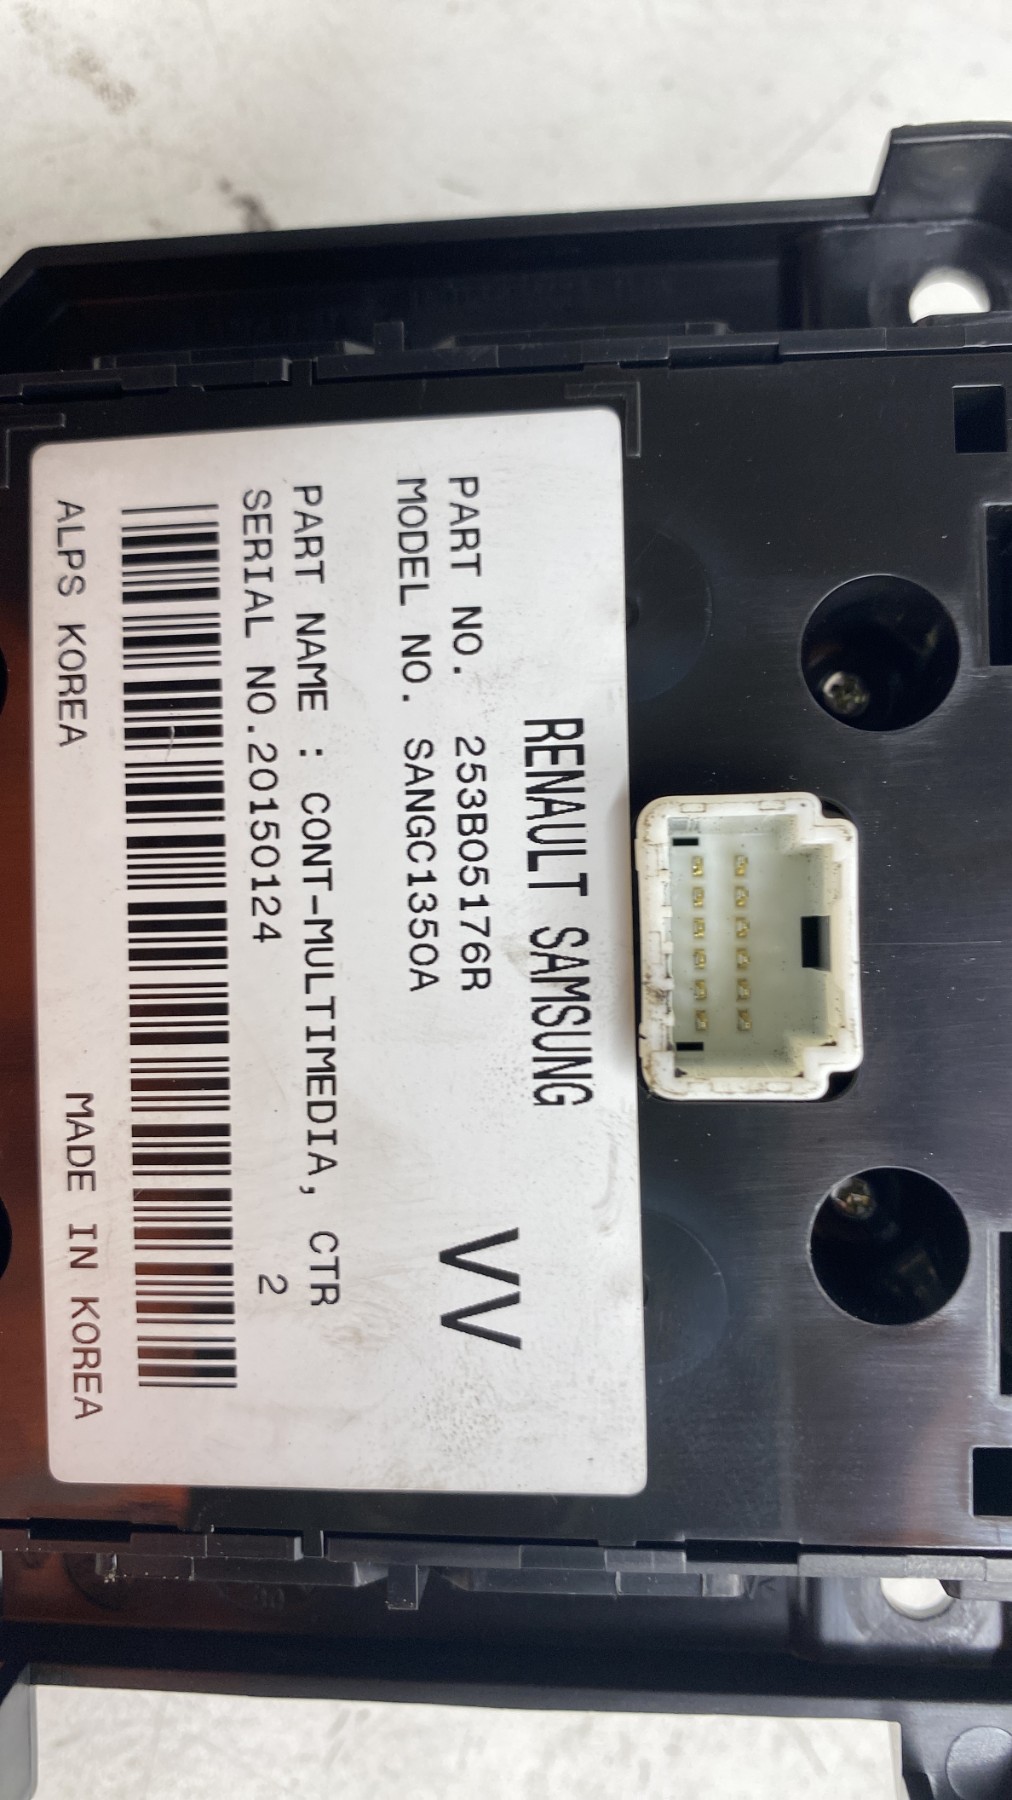 RENAULT SAMSUNG
PART NO. 253B05176R
MODEL NO. SANGC1350A
VV
PART NAME : CONT-MULTIMEDIA, CTR
SERIAL NO.20150124 2
ALPS KOREA MADE IN KOREA